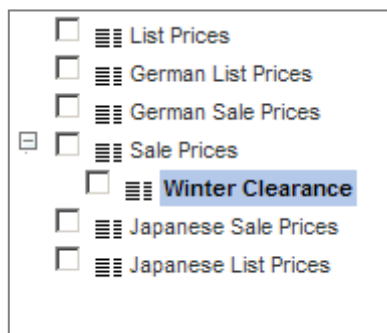 List Prices
German List Prices
German Sale Prices
Sale Prices
Winter Clearance
Japanese Sale Prices
Japanese List Prices